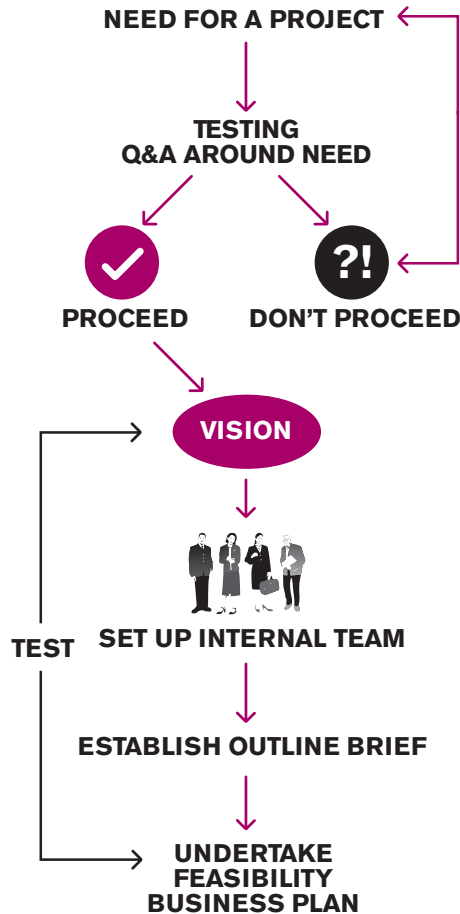 NEED FOR A PROJECT
TESTING
Q&A AROUND NEED
?!
PROCEED
DON'T PROCEED
VISION
SET UP INTERNAL TEAM
TEST
ESTABLISH OUTLINE BRIEF
UNDERTAKE
FEASIBILITY
BUSINESS PLAN